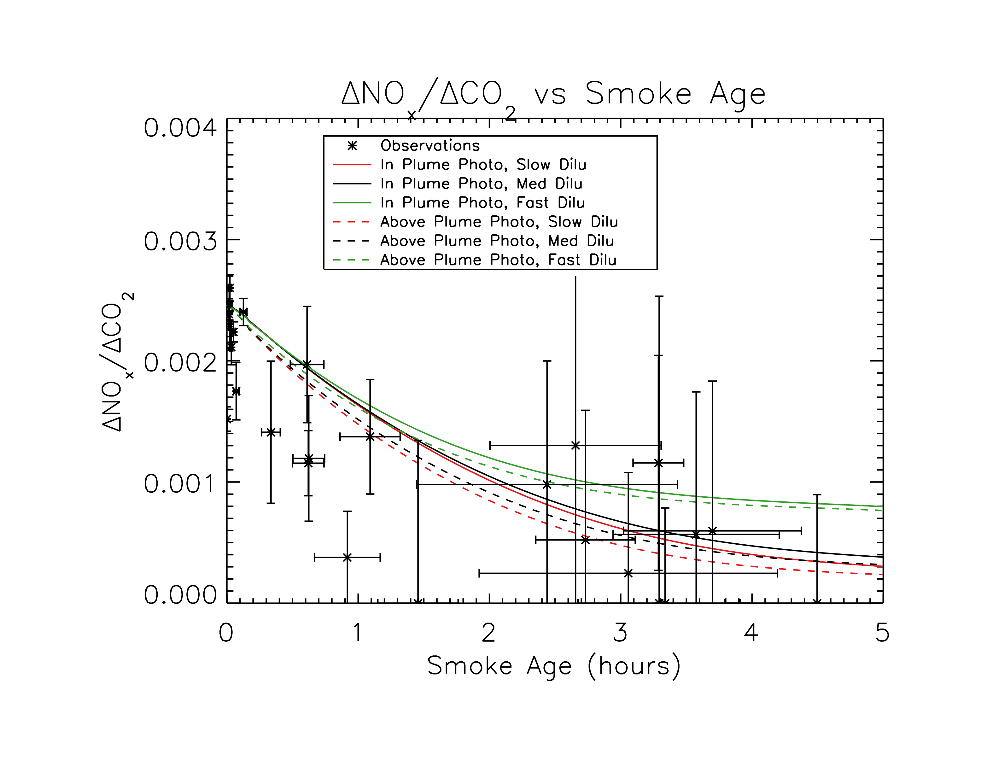 ΔNOx/ΔCO2 vs Smoke Age
0.004
0.003
0.002
0.001
0.000
ΔNOx/ΔCO2
Observations
In Plume Photo, Slow Dilu
In Plume Photo, Med Dilu
In Plume Photo, Fast Dilu
Above Plume Photo, Slow Dilu
Above Plume Photo, Med Dilu
Above Plume Photo, Fast Dilu
0 1 2 3 4 5
Smoke Age (hours)